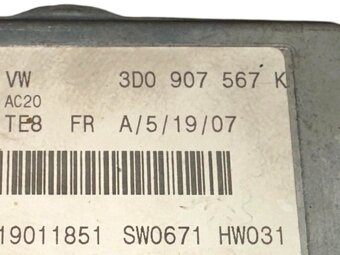 VW 3D0 907 567 K
AC20
TE8 FR A/5/19/07
19011851 SW0671 HW031